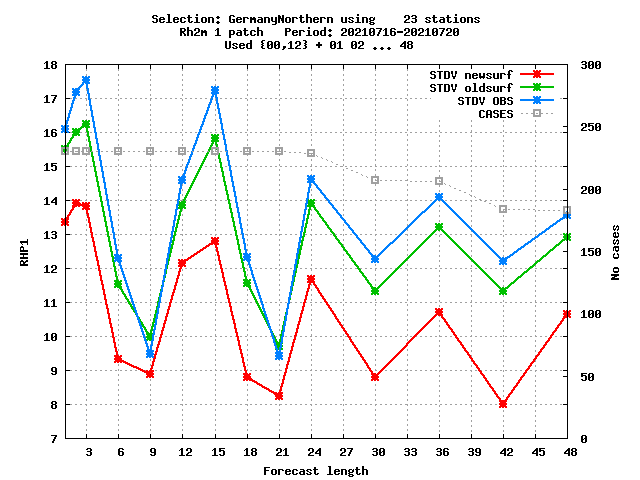 Selection: GermanyNorthern using    23 stations
Rh2m 1 patch   Period: 20210716-20210720
Used {00,12} + 01 02 ... 48
STDV newsurf
STDV oldsurf
STDV OBS
CASES
18
17
16
15
14
13
12
11
10
9
8
7
RHP1
300
250
200
150
100
50
0
No cases
3 6 9 12 15 18 21 24 27 30 33 36 39 42 45 48
Forecast length